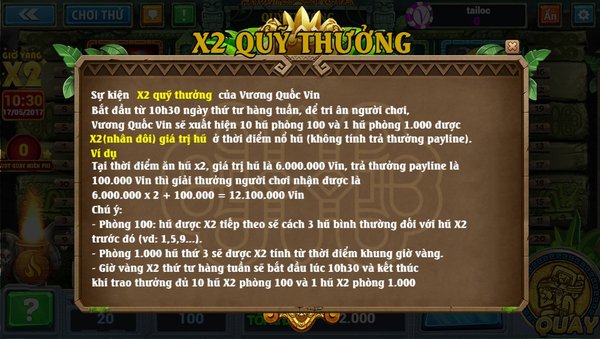 CHƠI THỬ
tailoc
Ẩn
X2 QUỸ THƯỞNG
GIỜ VÀNG
X2
10:30
17/05/2017
0
Sự kiện X2 quỹ thưởng của Vương Quốc Vin
Bắt đầu từ 10h30 ngày thứ tư hàng tuần, để tri ân người chơi,
Vương Quốc Vin sẽ xuất hiện 10 hũ phòng 100 và 1 hũ phòng 1.000 được
X2(nhân đôi) giá trị hũ ở thời điểm nổ hũ (không tính trả thưởng payline).
Ví dụ
Tại thời điểm ăn hũ x2, giá trị hũ là 6.000.000 Vin, trả thưởng payline là
100.000 Vin thì giải thưởng người chơi nhận được là
6.000.000 x 2 + 100.000 = 12.100.000 Vin
Chú ý:
- Phòng 100: hũ được X2 tiếp theo sẽ cách 3 hũ bình thường đối với hũ X2
trước đó (vd: 1,5,9...).
- Phòng 1.000 hũ thứ 3 sẽ được X2 tính từ thời điểm khung giờ vàng.
- Giờ vàng X2 thứ tư hàng tuần sẽ bắt đầu lúc 10h30 và kết thúc
khi trao thưởng đủ 10 hũ X2 phòng 100 và 1 hũ X2 phòng 1.000
?
20
100
2.000
QUAY